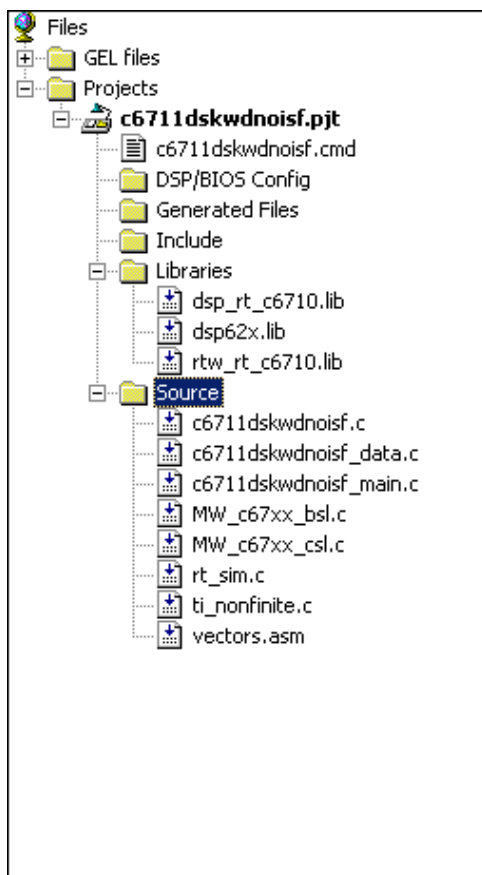 Files
GEL files
Projects
c6711dskwdnoisf.pjt
c6711dskwdnoisf.cmd
DSP/BIOS Config
Generated Files
Include
Libraries
dsp_rt_c6710.lib
dsp62x.lib
rtw_rt_c6710.lib
Source
c6711dskwdnoisf.c
c6711dskwdnoisf_data.c
c6711dskwdnoisf_main.c
MW_c67xx_bsl.c
MW_c67xx_csl.c
rt_sim.c
ti_nonfinite.c
vectors.asm